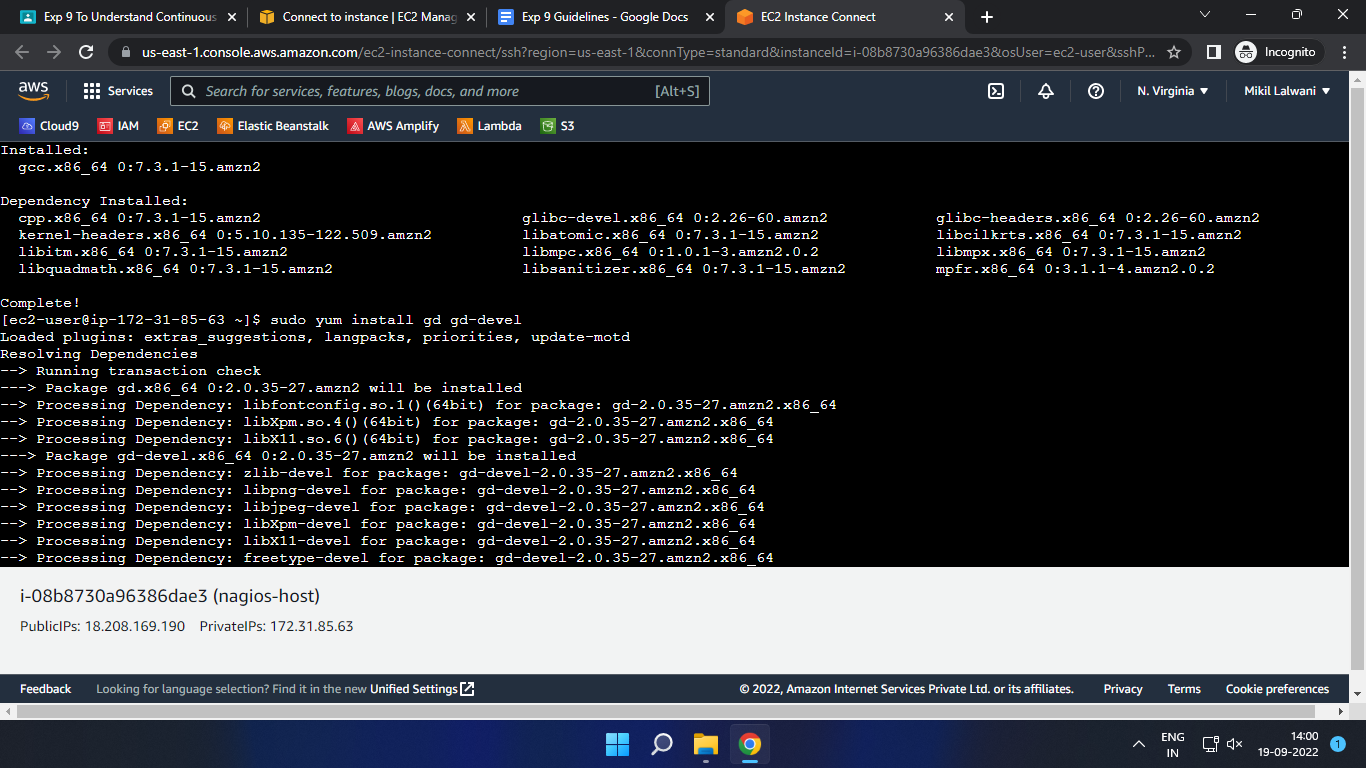 Exp 9 To Understand Continuous
Connect to instance | EC2 Manag
Exp 9 Guidelines - Google Docs
EC2 Instance Connect
us-east-1.console.aws.amazon.com/ec2-instance-connect/ssh?region=us-east-1&connType=standard&instanceId=i-08b8730a96386dae3&osUser=ec2-user&sshP...
Incognito
aws
Services
Search for services, features, blogs, docs, and more
[Alt+S]
N. Virginia
Mikil Lalwani
Cloud9 IAM EC2 Elastic Beanstalk AWS Amplify Lambda S3
Installed:
gcc.x86_64 0:7.3.1-15.amzn2
Dependency Installed:
cpp.x86_64 0:7.3.1-15.amzn2 glibc-devel.x86_64 0:2.26-60.amzn2 glibc-headers.x86_64 0:2.26-60.amzn2
kernel-headers.x86_64 0:5.10.135-122.509.amzn2 libatomic.x86_64 0:7.3.1-15.amzn2 libcilkrts.x86_64 0:7.3.1-15.amzn2
libitm.x86_64 0:7.3.1-15.amzn2 libmpc.x86_64 0:1.0.1-3.amzn2.0.2 libmpx.x86_64 0:7.3.1-15.amzn2
libquadmath.x86_64 0:7.3.1-15.amzn2 libsanitizer.x86_64 0:7.3.1-15.amzn2 mpfr.x86_64 0:3.1.1-4.amzn2.0.2
Complete!
[ec2-user@ip-172-31-85-63 ~]$ sudo yum install gd gd-devel
Loaded plugins: extras_suggestions, langpacks, priorities, update-motd
Resolving Dependencies
--> Running transaction check
---> Package gd.x86_64 0:2.0.35-27.amzn2 will be installed
--> Processing Dependency: libfontconfig.so.1()(64bit) for package: gd-2.0.35-27.amzn2.x86_64
--> Processing Dependency: libXpm.so.4()(64bit) for package: gd-2.0.35-27.amzn2.x86_64
--> Processing Dependency: libX11.so.6()(64bit) for package: gd-2.0.35-27.amzn2.x86_64
---> Package gd-devel.x86_64 0:2.0.35-27.amzn2 will be installed
--> Processing Dependency: zlib-devel for package: gd-devel-2.0.35-27.amzn2.x86_64
--> Processing Dependency: libpng-devel for package: gd-devel-2.0.35-27.amzn2.x86_64
--> Processing Dependency: libjpeg-devel for package: gd-devel-2.0.35-27.amzn2.x86_64
--> Processing Dependency: libXpm-devel for package: gd-devel-2.0.35-27.amzn2.x86_64
--> Processing Dependency: libX11-devel for package: gd-devel-2.0.35-27.amzn2.x86_64
--> Processing Dependency: freetype-devel for package: gd-devel-2.0.35-27.amzn2.x86_64
i-08b8730a96386dae3 (nagios-host)
PublicIPs: 18.208.169.190 PrivateIPs: 172.31.85.63
Feedback Looking for language selection? Find it in the new Unified Settings
© 2022, Amazon Internet Services Private Ltd. or its affiliates. Privacy Terms Cookie preferences
ENG
IN
14:00
19-09-2022
1